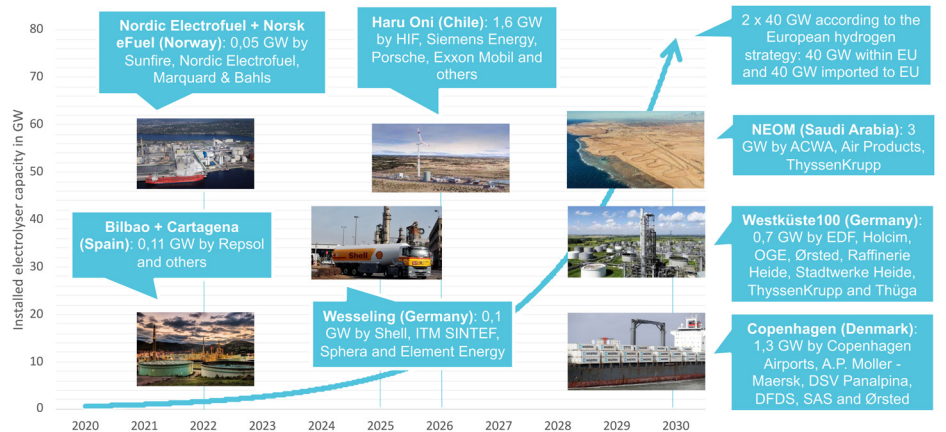 Nordic Electrofuel + Norsk
eFuel (Norway): 0,05 GW by
Sunfire, Nordic Electrofuel,
Marquard & Bahls
Haru Oni (Chile): 1,6 GW
by HIF, Siemens Energy,
Porsche, Exxon Mobil and
others
2 x 40 GW according to the
European hydrogen
strategy: 40 GW within EU
and 40 GW imported to EU
NEOM (Saudi Arabia): 3
GW by ACWA, Air Products,
ThyssenKrupp
Bilbao + Cartagena
(Spain): 0,11 GW by Repsol
and others
Shell
Westküste100 (Germany):
0,7 GW by EDF, Holcim,
OGE, Ørsted, Raffinerie
Heide, Stadtwerke Heide,
ThyssenKrupp and Thüga
Wesseling (Germany): 0,1
GW by Shell, ITM SINTEF,
Sphera and Element Energy
Copenhagen (Denmark):
1,3 GW by Copenhagen
Airports, A.P. Moller -
Maersk, DSV Panalpina,
DFDS, SAS and Ørsted
Installed electrolyser capacity in GW
80
70
60
50
40
30
20
10
0
2020 2021 2022 2023 2024 2025 2026 2027 2028 2029 2030